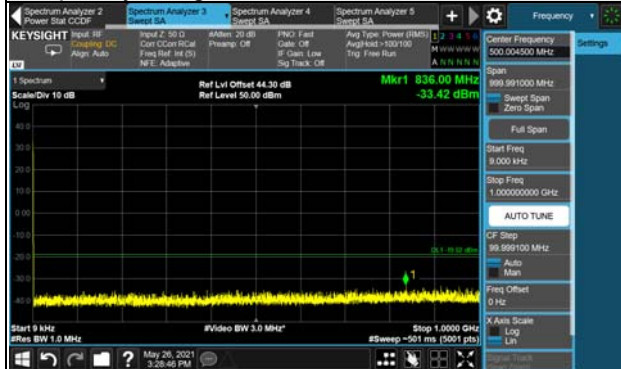 Spectrum Analyzer 2
Power Stat CCDF
Spectrum Analyzer 3
Swept SA
Spectrum Analyzer 4
Swept SA
Spectrum Analyzer 5
Swept SA
+
Frequency
KEYSIGHT
Input: RF
Coupling: DC
Align: Auto
Input Z: 50 Ω
Corr CCorr RCal
Freq Ref: Int (S)
NFE: Adaptive
#Atten: 20 dB
Preamp: Off
PNO: Fast
Gate: Off
IF Gain: Low
Sig Track: Off
Avg Type: Power (RMS)
Avg|Hold:>100/100
Trig: Free Run
1 2 3 4 5 6
M W W W W W
A N N N N N
LXI
Center Frequency
500.004500 MHz
Settings
Span
999.991000 MHz
Swept Span
Zero Span
Full Span
Start Freq
9.000 kHz
Stop Freq
1.000000000 GHz
AUTO TUNE
CF Step
99.999100 MHz
Auto
Man
Freq Offset
0 Hz
X Axis Scale
Log
Lin
Signal Track
1 Spectrum
Scale/Div 10 dB
Log
Ref Lvl Offset 44.30 dB
Ref Level 50.00 dBm
Mkr1 836.00 MHz
-33.42 dBm
40.0
30.0
20.0
10.0
0.00
-10.0
-20.0
-30.0
-40.0
1
Start 9 kHz
#Res BW 1.0 MHz
#Video BW 3.0 MHz*
Stop 1.0000 GHz
#Sweep ~501 ms (5001 pts)
?
May 26, 2021
3:28:46 PM